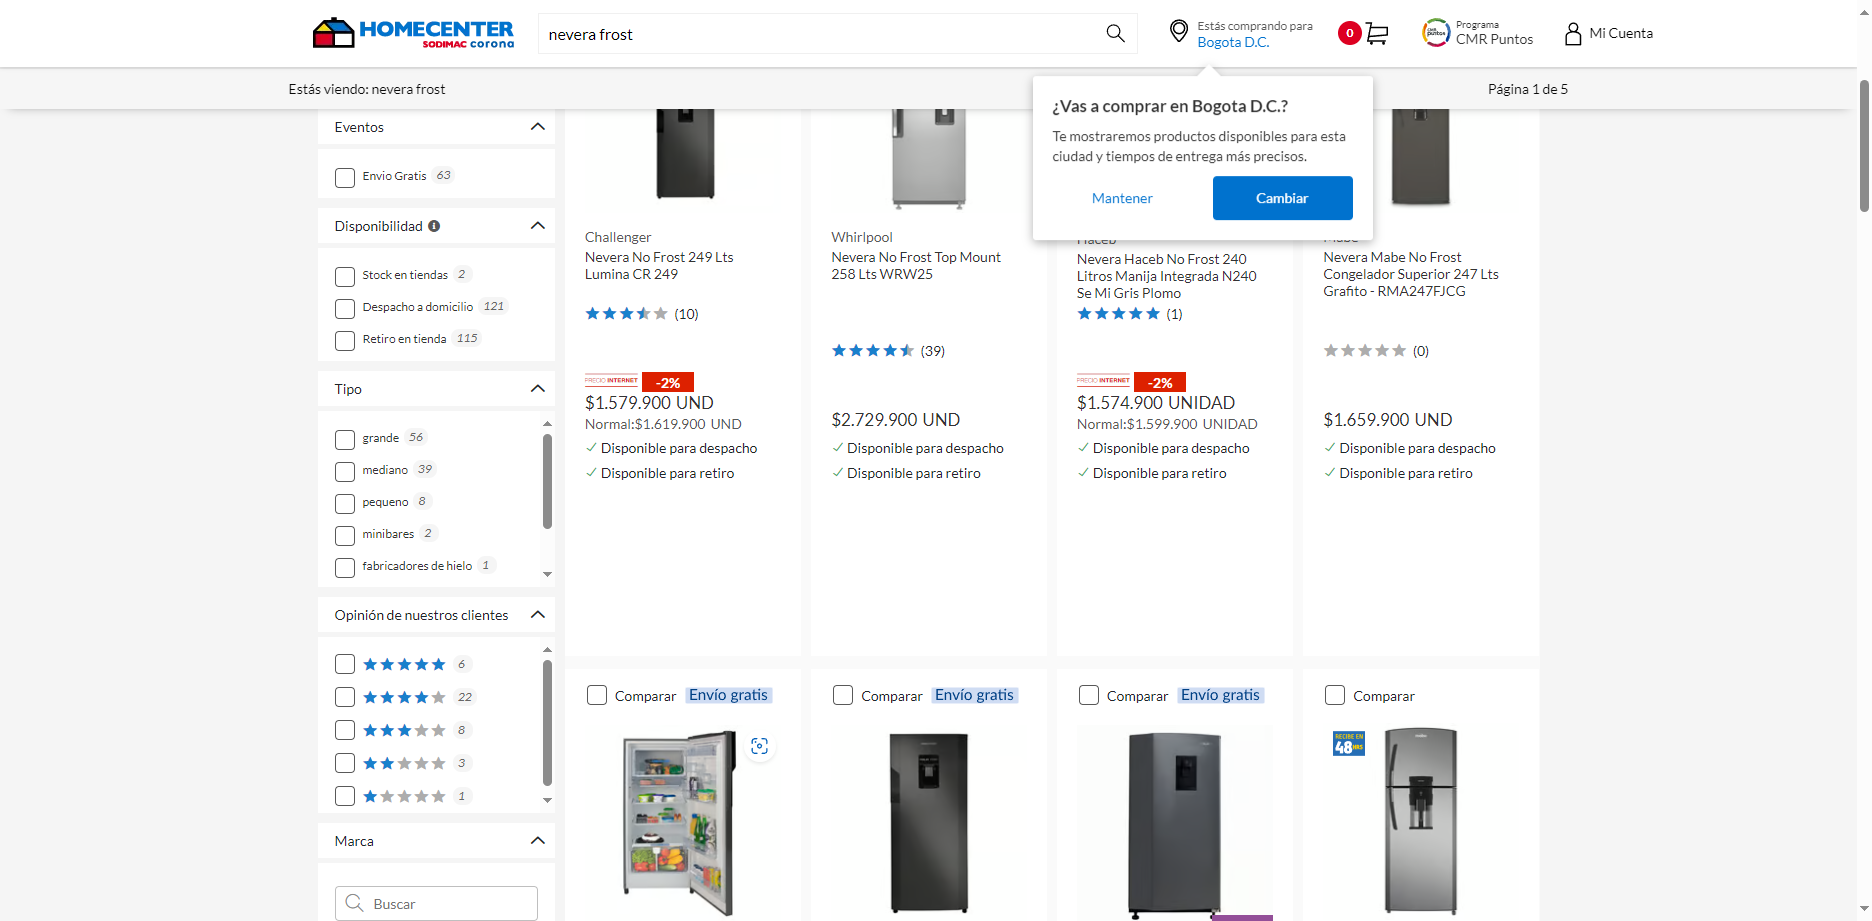 HOMECENTER
SODIMAC corona
nevera frost
Estás comprando para
Bogota D.C.
0
Programa
CMR Puntos
Mi Cuenta
Estás viendo: nevera frost
Página 1 de 5
¿Vas a comprar en Bogota D.C.?
Te mostraremos productos disponibles para esta
ciudad y tiempos de entrega más precisos.
Mantener
Cambiar
Eventos
Envio Gratis 63
Disponibilidad
Stock en tiendas 2
Despacho a domicilio 121
Retiro en tienda 115
Tipo
grande 56
mediano 39
pequeno 8
minibares 2
fabricadores de hielo 1
Opinión de nuestros clientes
6
22
8
3
1
Marca
Buscar
Challenger
Nevera No Frost 249 Lts
Lumina CR 249
(10)
PRECIO INTERNET -2%
$1.579.900 UND
Normal:$1.619.900 UND
Disponible para despacho
Disponible para retiro
Whirlpool
Nevera No Frost Top Mount
258 Lts WRW25
(39)
$2.729.900 UND
Disponible para despacho
Disponible para retiro
Haceb
Nevera Haceb No Frost 240
Litros Manija Integrada N240
Se Mi Gris Plomo
(1)
PRECIO INTERNET -2%
$1.574.900 UNIDAD
Normal:$1.599.900 UNIDAD
Disponible para despacho
Disponible para retiro
Mabe
Nevera Mabe No Frost
Congelador Superior 247 Lts
Grafito - RMA247FJCG
(0)
$1.659.900 UND
Disponible para despacho
Disponible para retiro
Comparar Envío gratis
Comparar Envío gratis
Comparar Envío gratis
Comparar
RECIBE EN
48HRS